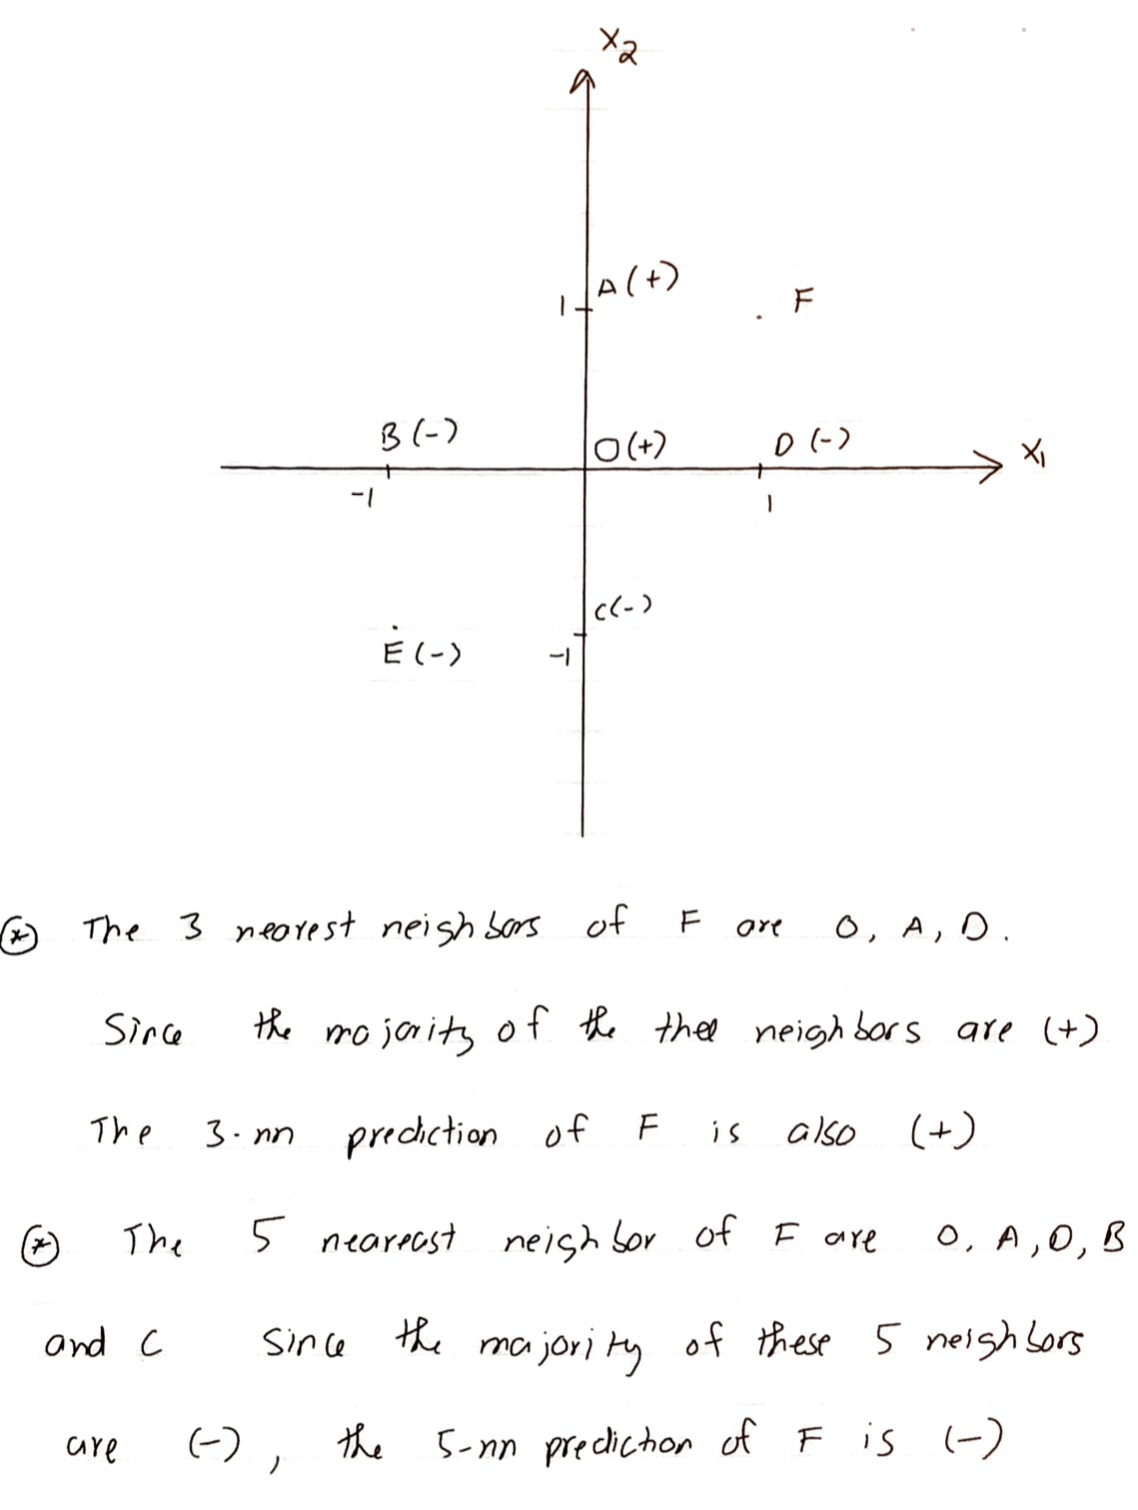 X2
A(+)
1
F
B(-)
O(+)
D(-)
X1
-1
1
C(-)
E(-)
-1
(*) The 3 nearest neighbors of F are O, A, D.
Since the majority of the thee neighbors are (+)
The 3-nn prediction of F is also (+)
(*) The 5 nearest neighbor of F are O, A, D, B
and C Since the majority of these 5 neighbors
are (-), the 5-nn prediction of F is (-)